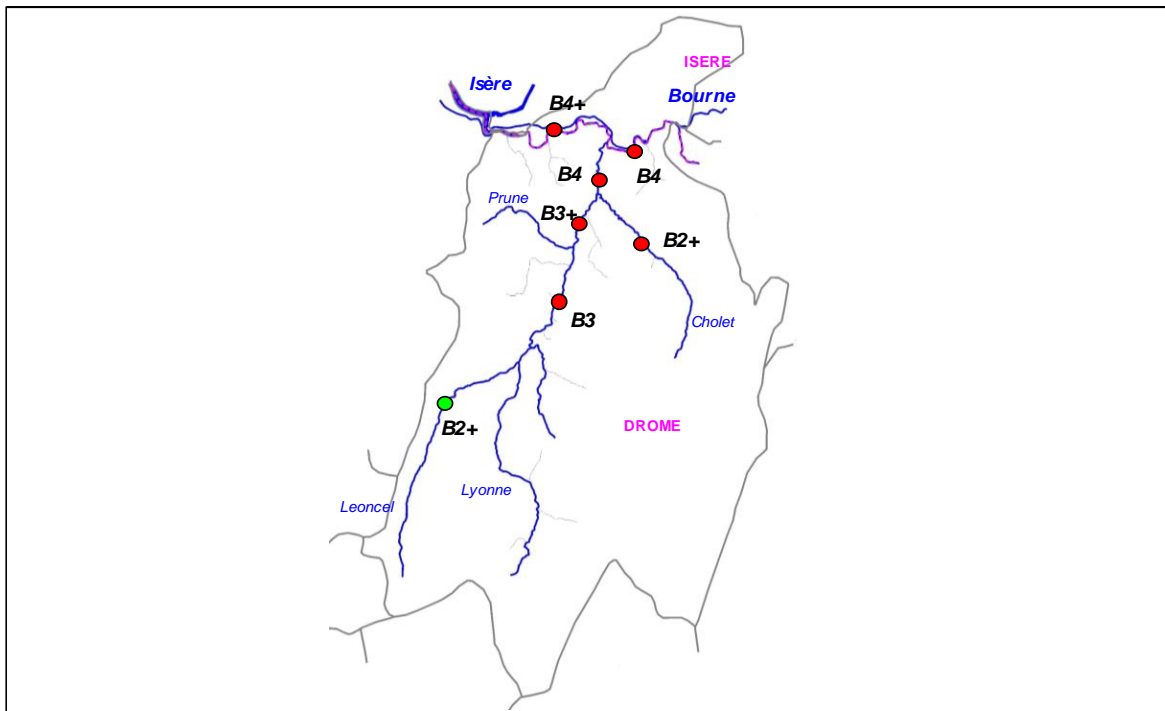 ISERE
Isère
Bourne
B4+
B4
B4
Prune
B3+
B2+
B3
Cholet
B2+
DROME
Lyonne
Leoncel